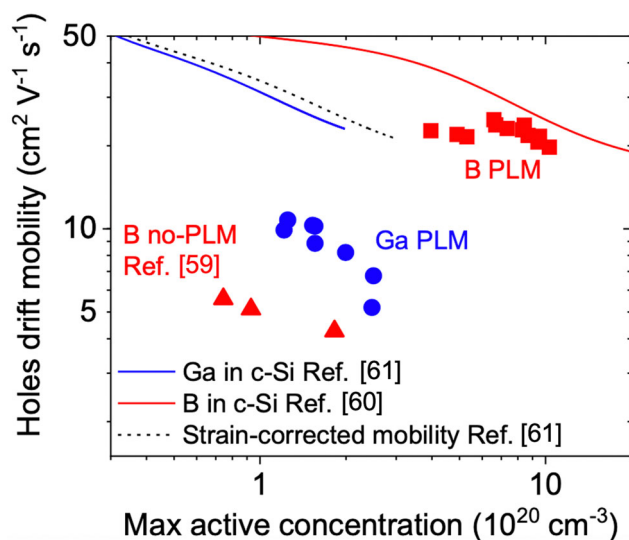 50
10
5
Holes drift mobility (cm² V⁻¹ s⁻¹)
B PLM
Ga PLM
B no-PLM
Ref. [59]
Ga in c-Si Ref. [61]
B in c-Si Ref. [60]
Strain-corrected mobility Ref. [61]
1
10
Max active concentration (10²⁰ cm⁻³)